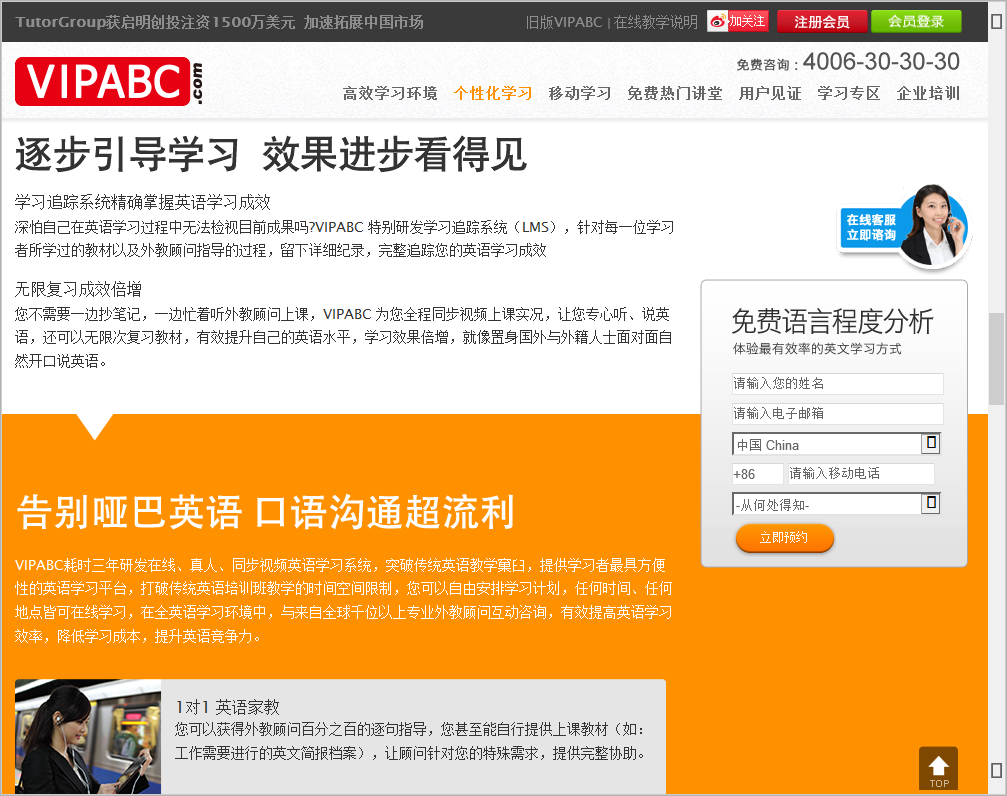 TutorGroup获启明创投注资1500万美元 加速拓展中国市场
旧版VIPABC | 在线教学说明
加关注
注册会员
会员登录
VIPABC.com
免费咨询：4006-30-30-30
高效学习环境 个性化学习 移动学习 免费热门讲堂 用户见证 学习专区 企业培训
逐步引导学习 效果进步看得见
学习追踪系统精确掌握英语学习成效
深怕自己在英语学习过程中无法检视目前成果吗?VIPABC 特别研发学习追踪系统（LMS），针对每一位学习
者所学过的教材以及外教顾问指导的过程，留下详细纪录，完整追踪您的英语学习成效
无限复习成效倍增
您不需要一边抄笔记，一边忙着听外教顾问上课，VIPABC 为您全程同步视频上课实况，让您专心听、说英
语，还可以无限次复习教材，有效提升自己的英语水平，学习效果倍增，就像置身国外与外籍人士面对面自
然开口说英语。
在线客服
立即谘询
免费语言程度分析
体验最有效率的英文学习方式
请输入您的姓名
请输入电子邮箱
中国 China
+86 请输入移动电话
-从何处得知-
立即预约
告别哑巴英语 口语沟通超流利
VIPABC耗时三年研发在线、真人、同步视频英语学习系统，突破传统英语教学窠臼，提供学习者最具方便
性的英语学习平台，打破传统英语培训班教学的时间空间限制，您可以自由安排学习计划，任何时间、任何
地点皆可在线学习，在全英语学习环境中，与来自全球千位以上专业外教顾问互动咨询，有效提高英语学习
效率，降低学习成本，提升英语竞争力。
1对1 英语家教
您可以获得外教顾问百分之百的逐句指导，您甚至能自行提供上课教材（如：
工作需要进行的英文简报档案），让顾问针对您的特殊需求，提供完整协助。
TOP